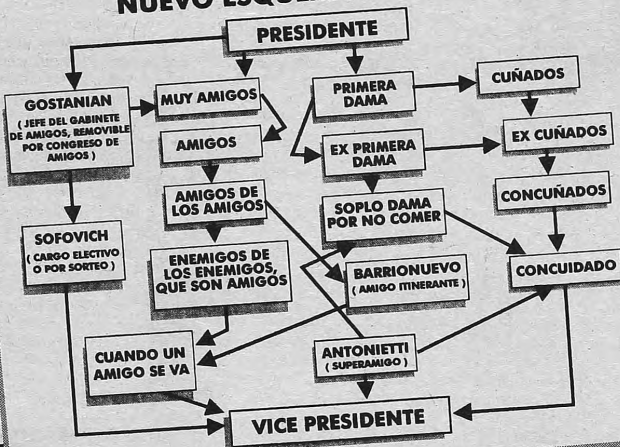 NUEVO
PRESIDENTE
GOSTANIAN
( JEFE DEL GABINETE
DE AMIGOS, REMOVIBLE
POR CONGRESO DE
AMIGOS )
MUY AMIGOS
PRIMERA
DAMA
CUÑADOS
AMIGOS
EX PRIMERA
DAMA
EX CUÑADOS
AMIGOS DE
LOS AMIGOS
SOPLO DAMA
POR NO COMER
CONCUÑADOS
SOFOVICH
( CARGO ELECTIVO
O POR SORTEO )
ENEMIGOS DE
LOS ENEMIGOS,
QUE SON AMIGOS
BARRIONUEVO
( AMIGO ITINERANTE )
CONCUIDADO
CUANDO UN
AMIGO SE VA
ANTONIETTI
( SUPERAMIGO )
VICE PRESIDENTE